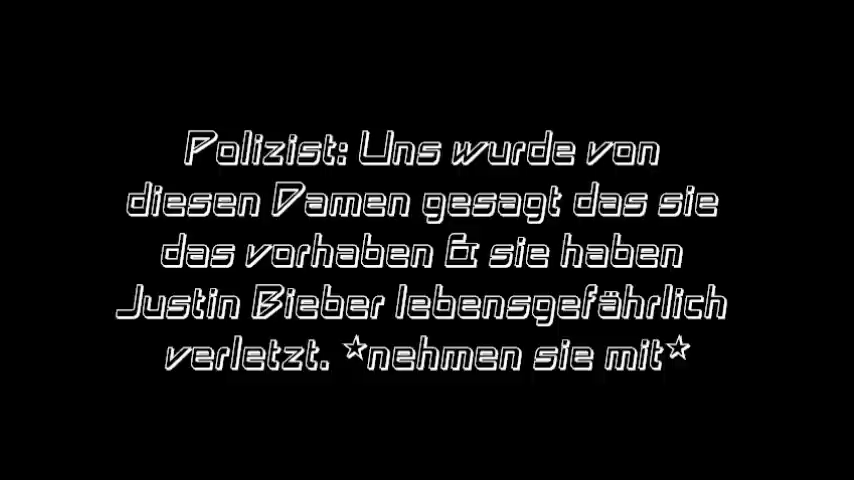 Polizist: Uns wurde von
diesen Damen gesagt das sie
das vorhaben & sie haben
Justin Bieber lebensgefährlich
verletzt. *nehmen sie mit*